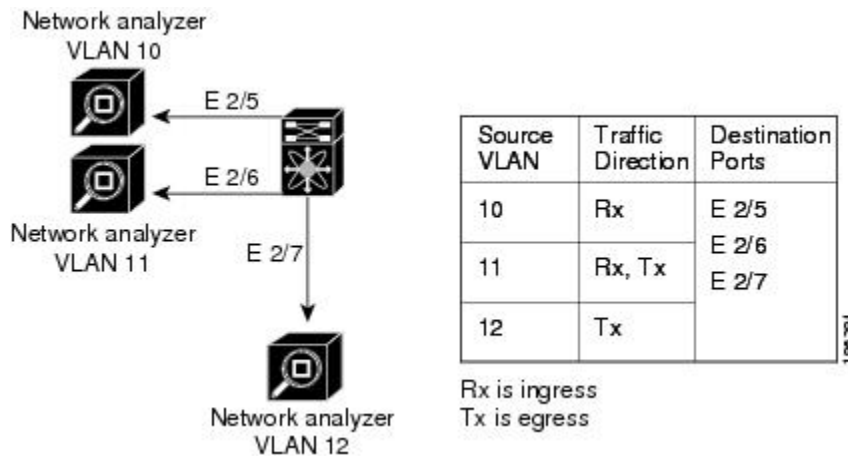 Network analyzer
VLAN 10
E 2/5
E 2/6
Network analyzer
VLAN 11
E 2/7
Network analyzer
VLAN 12
Source VLAN Traffic Direction Destination Ports
10 Rx E 2/5
E 2/6
11 Rx, Tx
E 2/7
12 Tx
Rx is ingress
Tx is egress